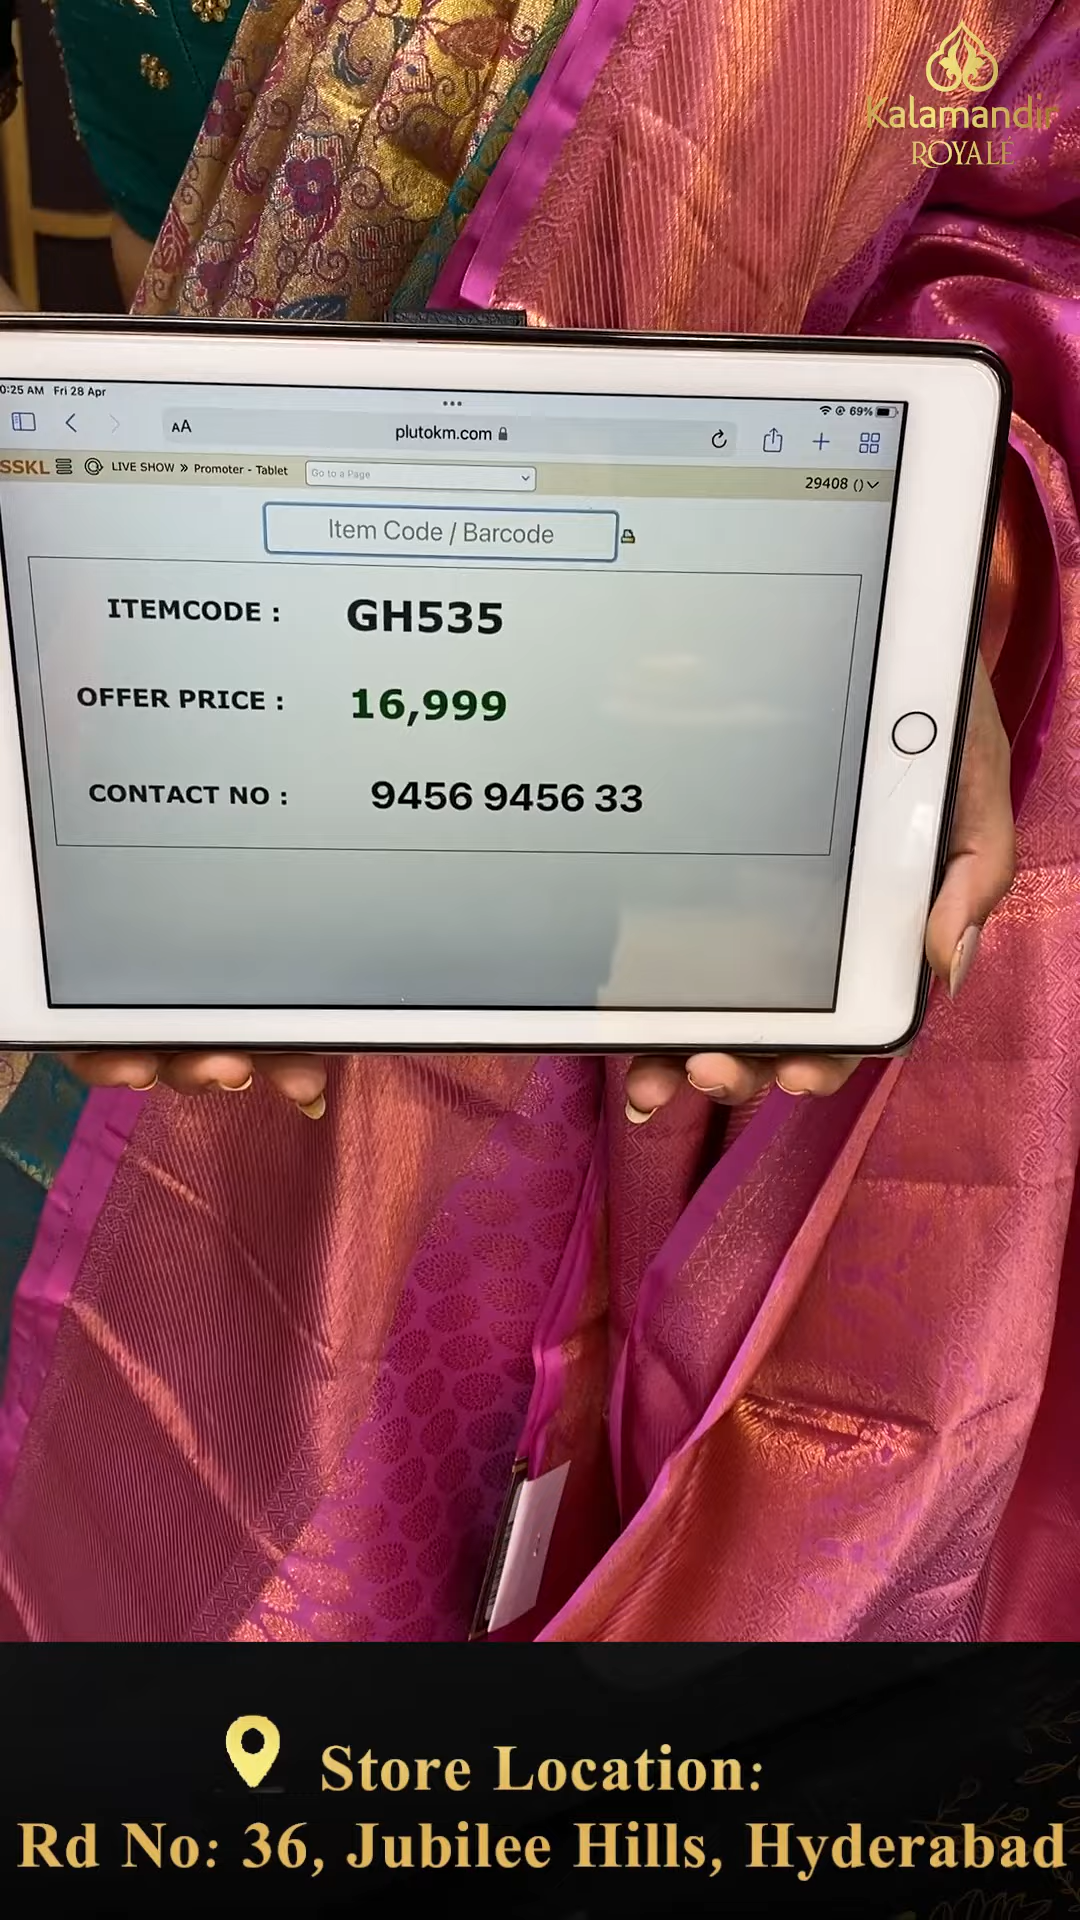 Kalamandir
ROYALE
0:25 AM Fri 28 Apr
69%
AA
plutokm.com
SSKL
LIVE SHOW » Promoter - Tablet
Go to a Page
29408 ()
Item Code / Barcode
ITEMCODE : GH535
OFFER PRICE : 16,999
CONTACT NO : 9456 9456 33
Store Location:
Rd No: 36, Jubilee Hills, Hyderabad